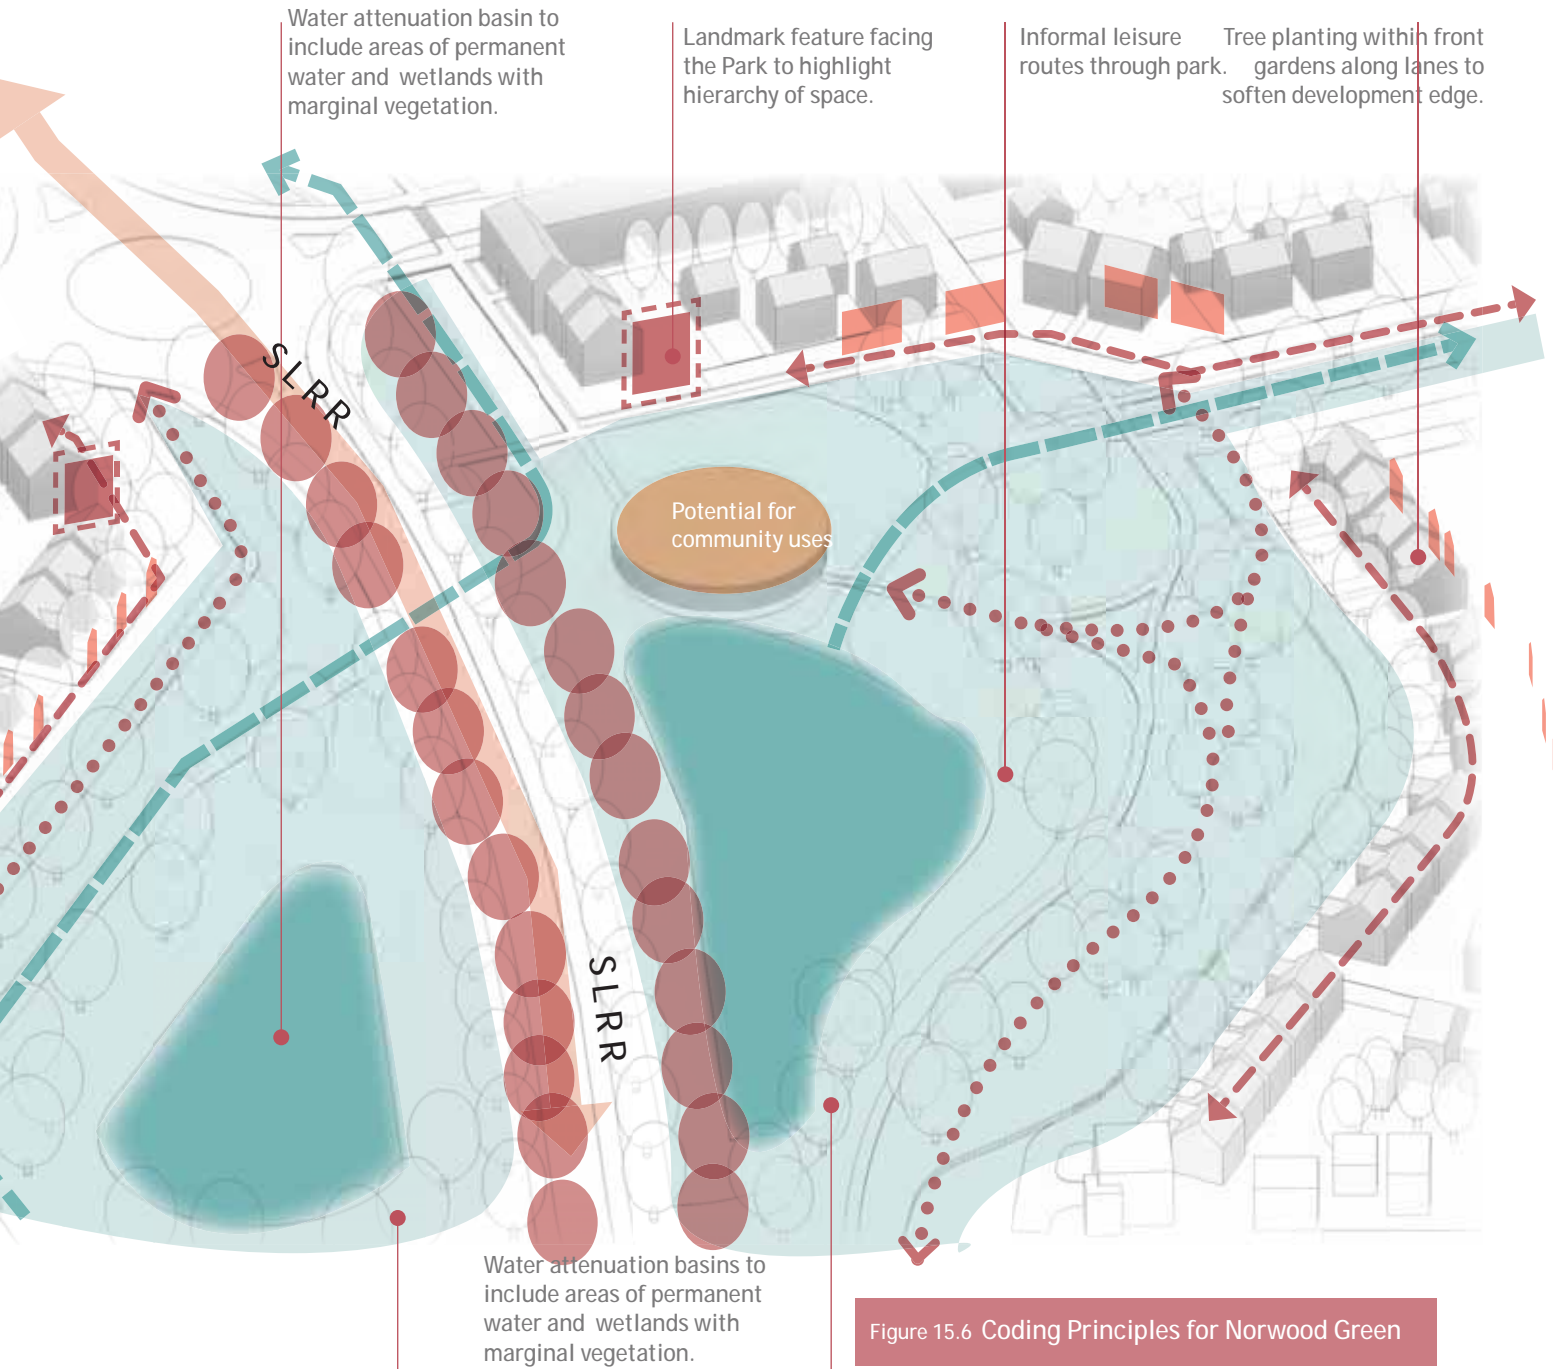 Water attenuation basin to
include areas of permanent
water and wetlands with
marginal vegetation.
Landmark feature facing
the Park to highlight
hierarchy of space.
Informal leisure
routes through park.
Tree planting within front
gardens along lanes to
soften development edge.
SLRR
Potential for
community uses
SLRR
Water attenuation basins to
include areas of permanent
water and wetlands with
marginal vegetation.
Figure 15.6 Coding Principles for Norwood Green